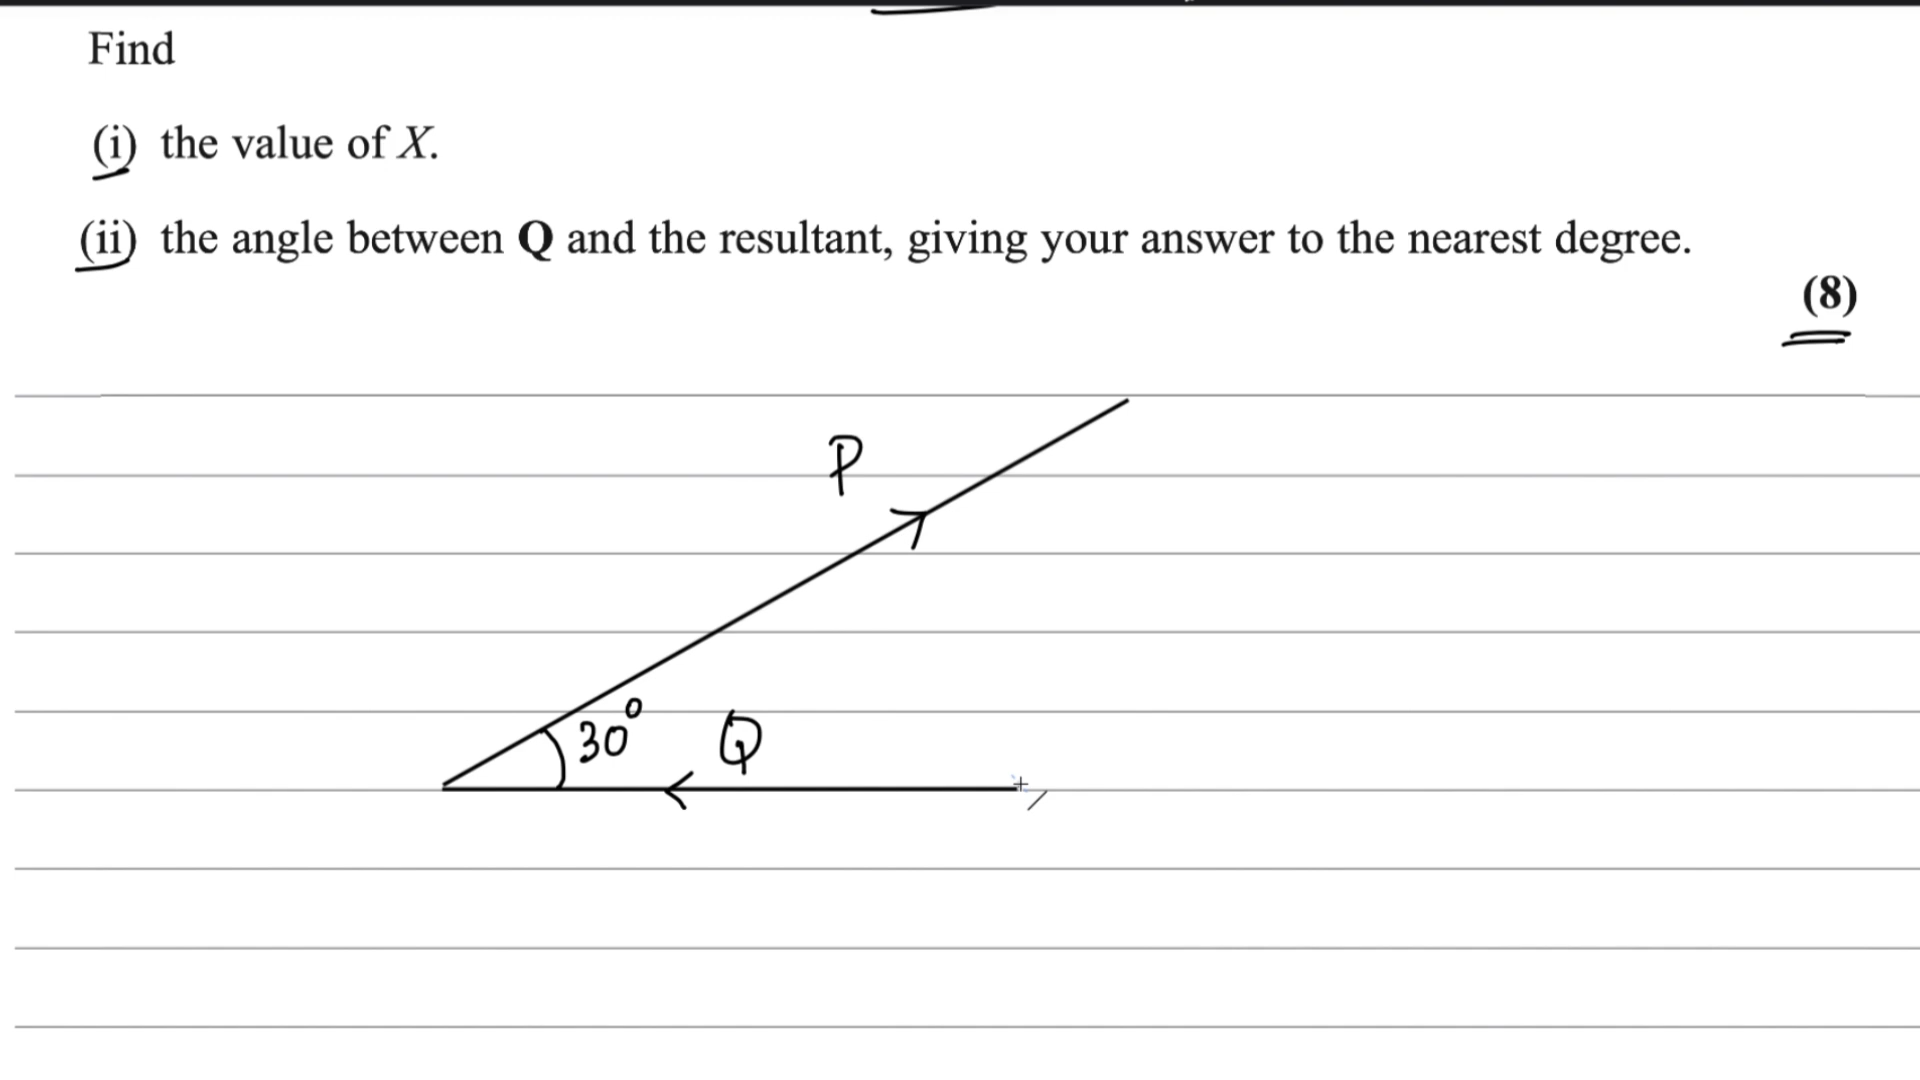 Find
(i) the value of X.
(ii) the angle between Q and the resultant, giving your answer to the nearest degree.
(8)
P
30° Q